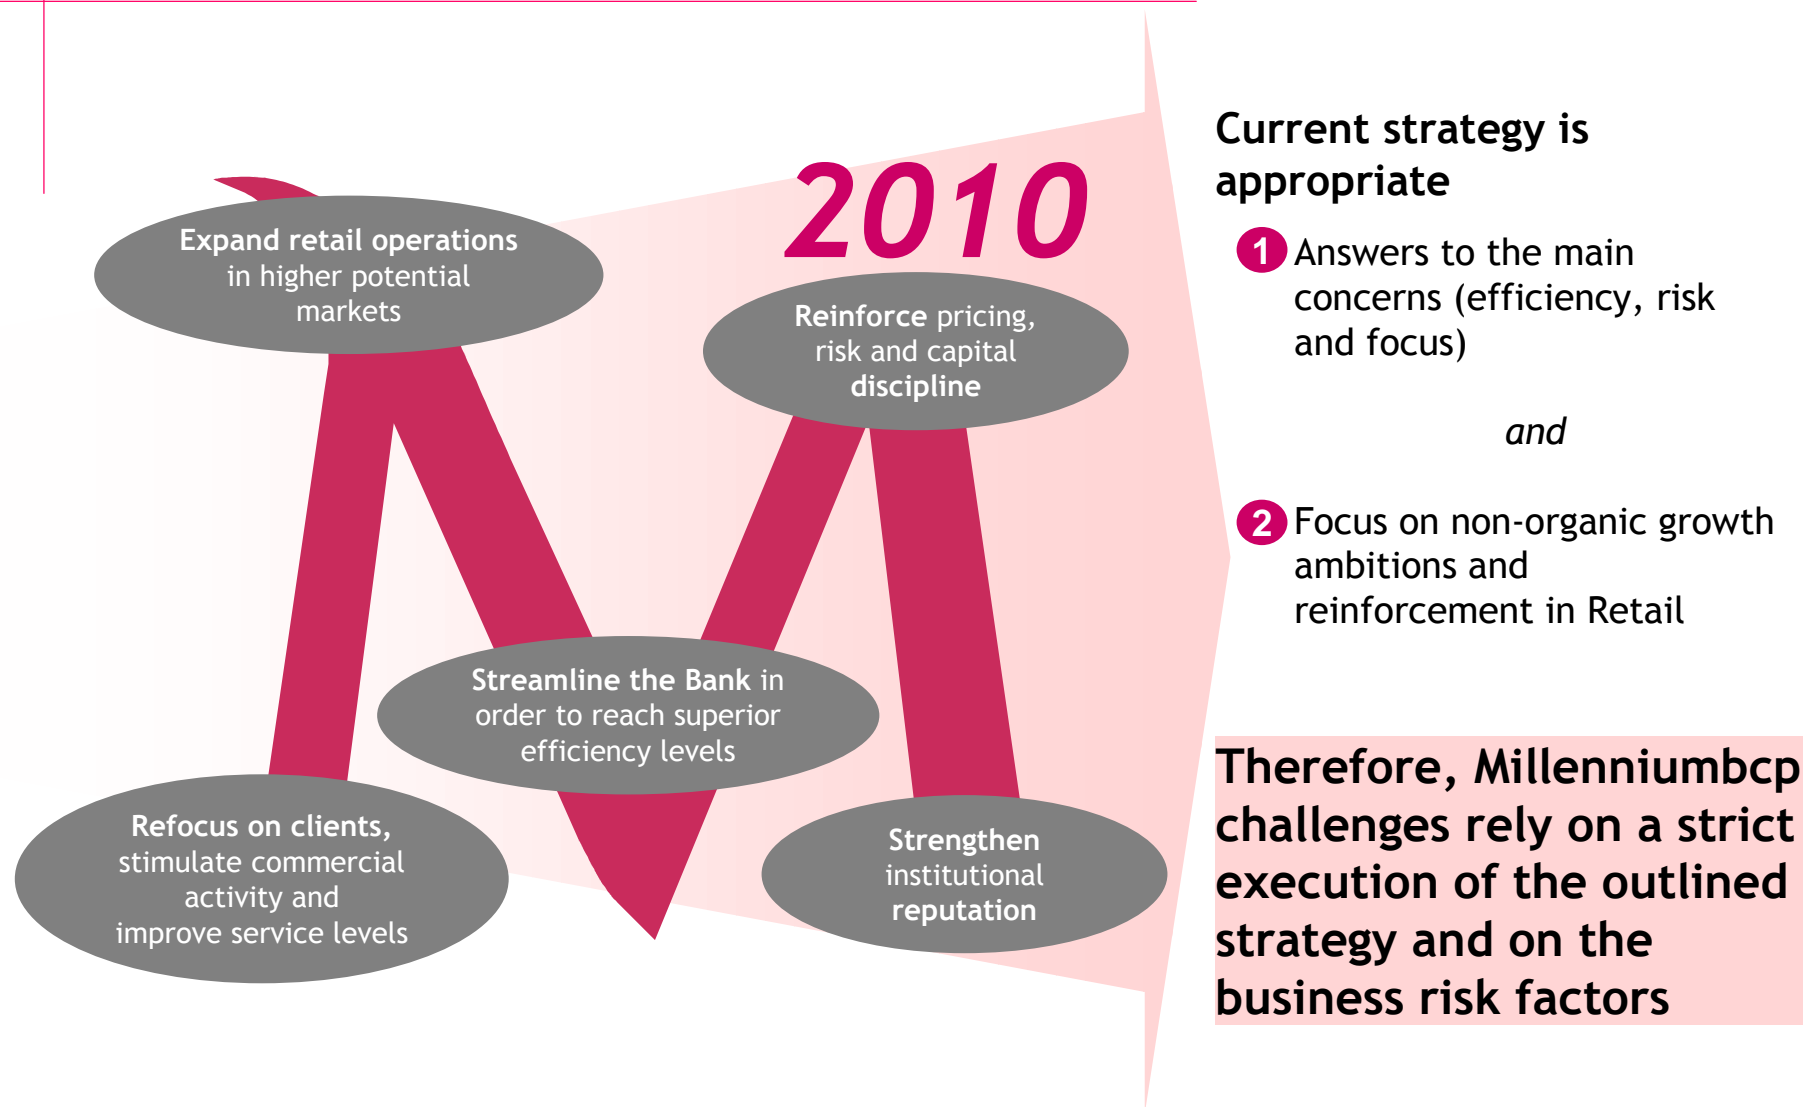 2010
Expand retail operations
in higher potential
markets
Reinforce pricing,
risk and capital
discipline
Streamline the Bank in
order to reach superior
efficiency levels
Refocus on clients,
stimulate commercial
activity and
improve service levels
Strengthen
institutional
reputation
Current strategy is
appropriate
1 Answers to the main
concerns (efficiency, risk
and focus)
and
2 Focus on non-organic growth
ambitions and
reinforcement in Retail
Therefore, Millenniumbcp
challenges rely on a strict
execution of the outlined
strategy and on the
business risk factors